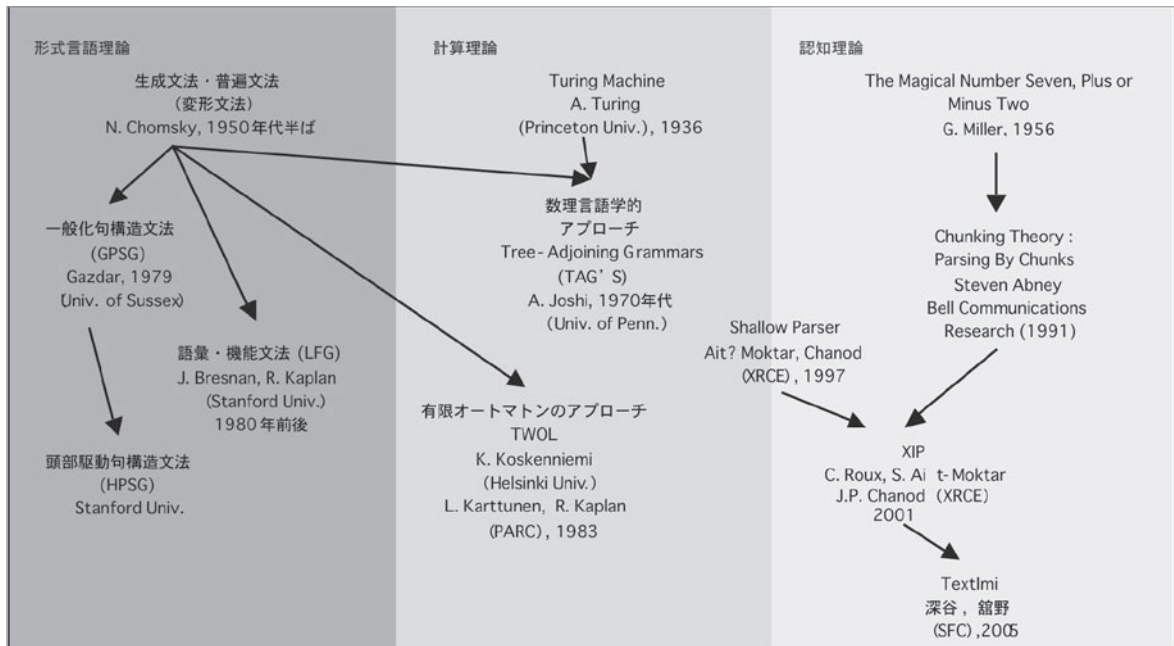 形式言語理論
生成文法・普遍文法
(変形文法)
N. Chomsky, 1950年代半ば
一般化句構造文法
(GPSG)
Gazdar, 1979
(Univ. of Sussex)
語彙・機能文法 (LFG)
J. Bresnan, R. Kaplan
(Stanford Univ.)
1980年前後
頭部駆動句構造文法
(HPSG)
Stanford Univ.
計算理論
Turing Machine
A. Turing
(Princeton Univ.), 1936
数理言語学的
アプローチ
Tree-Adjoining Grammars
(TAG'S)
A. Joshi, 1970年代
(Univ. of Penn.)
有限オートマトンのアプローチ
TWOL
K. Koskenniemi
(Helsinki Univ.)
L. Karttunen, R. Kaplan
(PARC), 1983
認知理論
The Magical Number Seven, Plus or
Minus Two
G. Miller, 1956
Chunking Theory :
Parsing By Chunks
Steven Abney
Bell Communications
Research (1991)
Shallow Parser
Ait? Moktar, Chanod
(XRCE), 1997
XIP
C. Roux, S. Ait-Moktar
J.P. Chanod (XRCE)
2001
TextImi
深谷, 舘野
(SFC),2005